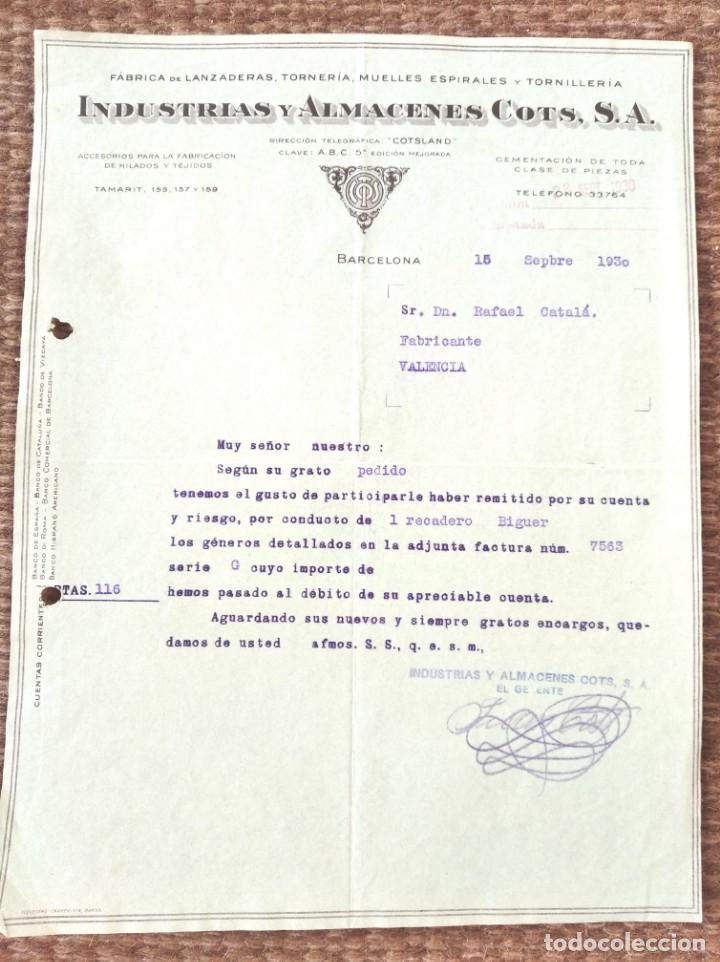 FÁBRICA DE LANZADERAS, TORNERÍA, MUELLES ESPIRALES Y TORNILLERÍA
INDUSTRIAS Y ALMACENES COTS, S.A.
DIRECCIÓN TELEGRÁFICA: "COTSLAND"
CLAVE: A.B.C. 5ª EDICIÓN MEJORADA
ACCESORIOS PARA LA FABRICACIÓN
DE HILADOS Y TEJIDOS
TAMARIT, 155, 157 Y 159
CEMENTACIÓN DE TODA
CLASE DE PIEZAS
TELÉFONO 33764
BARCELONA 15 Sepbre 1930
Sr. Dn. Rafael Catalá.
Fabricante
VALENCIA
Muy señor nuestro :
Según su grato pedido
tenemos el gusto de participarle haber remitido por su cuenta
y riesgo, por conducto de l recadero Biguer
los géneros detallados en la adjunta factura núm. 7563
serie G cuyo importe de
PTAS. 116 hemos pasado al débito de su apreciable cuenta.
Aguardando sus nuevos y siempre gratos encargos, que-
damos de usted afmos. S. S., q. e. s. m.,
INDUSTRIAS Y ALMACENES COTS, S. A.
EL GERENTE
CUENTAS CORRIENTES
BANCO DE ESPAÑA - BANCO DE CATALUÑA - BANCO DE VIZCAYA
BANCO DI ROMA - BANCO COMERCIAL DE BARCELONA
BANCO HISPANO AMERICANO
todocoleccion
todocoleccion.net